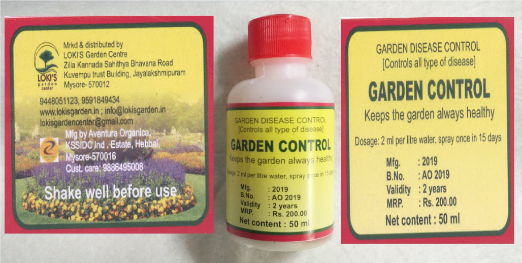 LOKI'S
garden
center
Mrkd & distributed by
LOKI'S Garden Centre
Zilla Kannada Sahithya Bhavana Road
Kuvempu trust Building, Jayalakshmipuram
Mysore-570012
9448051123, 9591849434
www.lokisgarden.in ; info@lokisgarden.in
lokisgardencenter@gmail.com
Mfg by Aventura Organics,
KSSIDC Ind , Estate, Hebbal,
Mysore-570016
Cust. care: 9886495008
Shake well before use
GARDEN DISEASE CONTROL
[Controls all type of disease]
GARDEN CONTROL
Keeps the garden always healthy
Dosage: 2 ml per litre water, spray once in 15 days
Mfg. : 2019
B.No. : AO 2019
Validity : 2 years
MRP. : Rs. 200.00
Net content : 50 ml
GARDEN DISEASE CONTROL
[Controls all type of disease]
GARDEN CONTROL
Keeps the garden always healthy
Dosage: 2 ml per litre water, spray once in 15 days
Mfg. : 2019
B.No. : AO 2019
Validity : 2 years
MRP. : Rs. 200.00
Net content : 50 ml